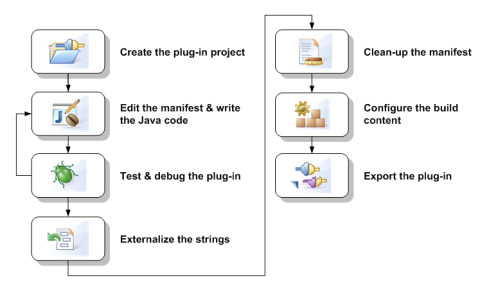 Create the plug-in project
Edit the manifest & write
the Java code
Test & debug the plug-in
Externalize the strings
Clean-up the manifest
Configure the build
content
Export the plug-in
J